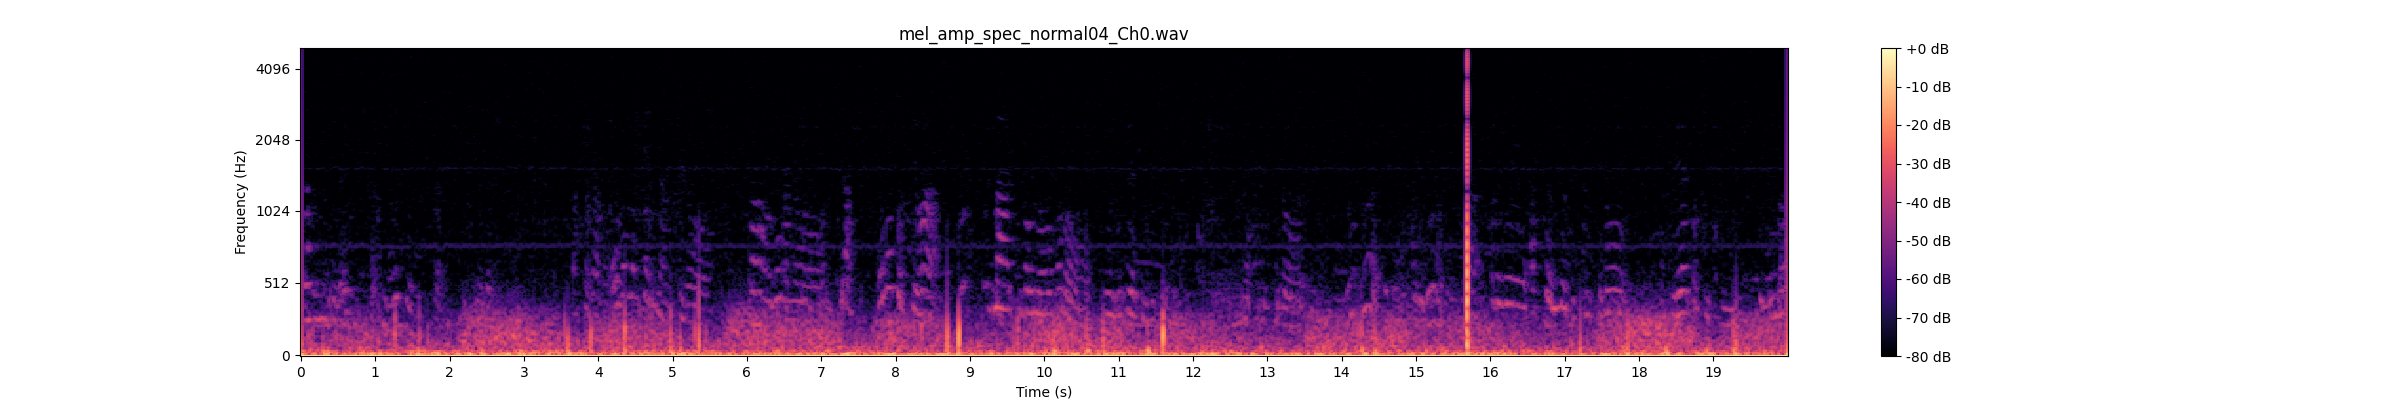 mel_amp_spec_normal04_Ch0.wav
4096
2048
1024
512
0
Frequency (Hz)
0 1 2 3 4 5 6 7 8 9 10 11 12 13 14 15 16 17 18 19
Time (s)
+0 dB
-10 dB
-20 dB
-30 dB
-40 dB
-50 dB
-60 dB
-70 dB
-80 dB